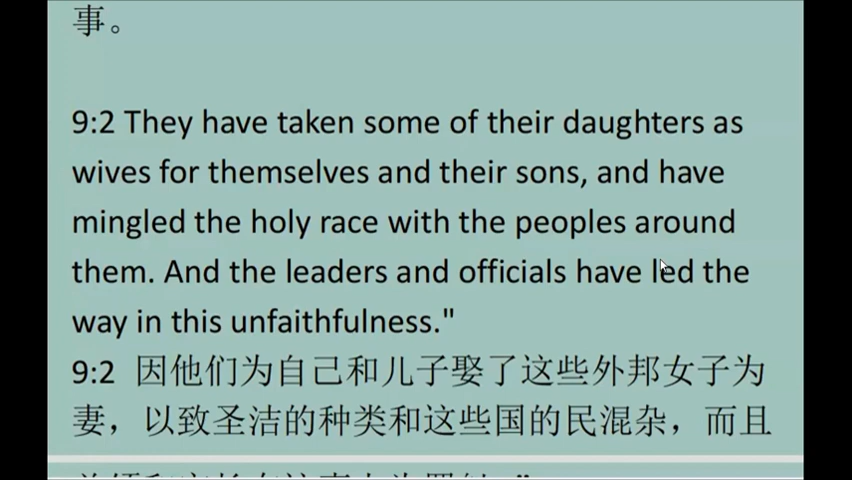 事。
9:2 They have taken some of their daughters as
wives for themselves and their sons, and have
mingled the holy race with the peoples around
them. And the leaders and officials have led the
way in this unfaithfulness."
9:2 因他们为自己和儿子娶了这些外邦女子为
妻，以致圣洁的种类和这些国的民混杂，而且